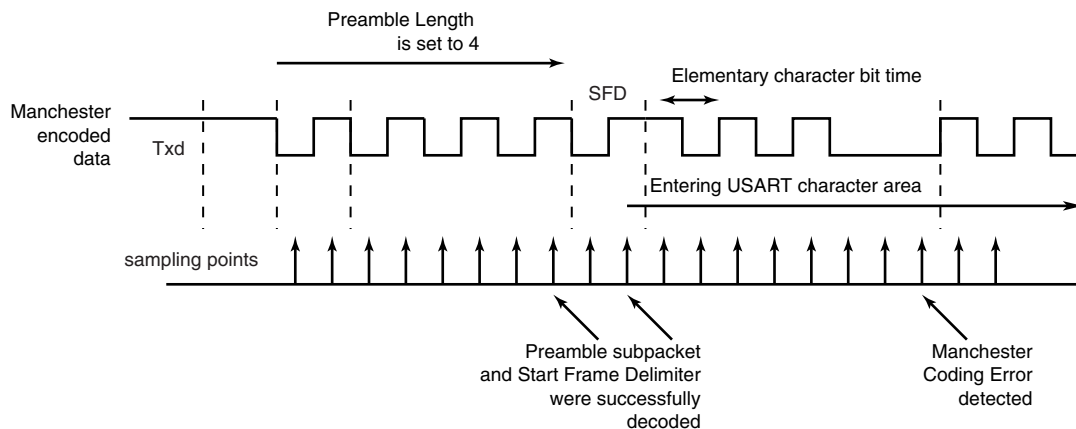 Preamble Length
is set to 4
SFD
Elementary character bit time
Manchester
encoded
data
Txd
Entering USART character area
sampling points
Preamble subpacket
and Start Frame Delimiter
were successfully
decoded
Manchester
Coding Error
detected